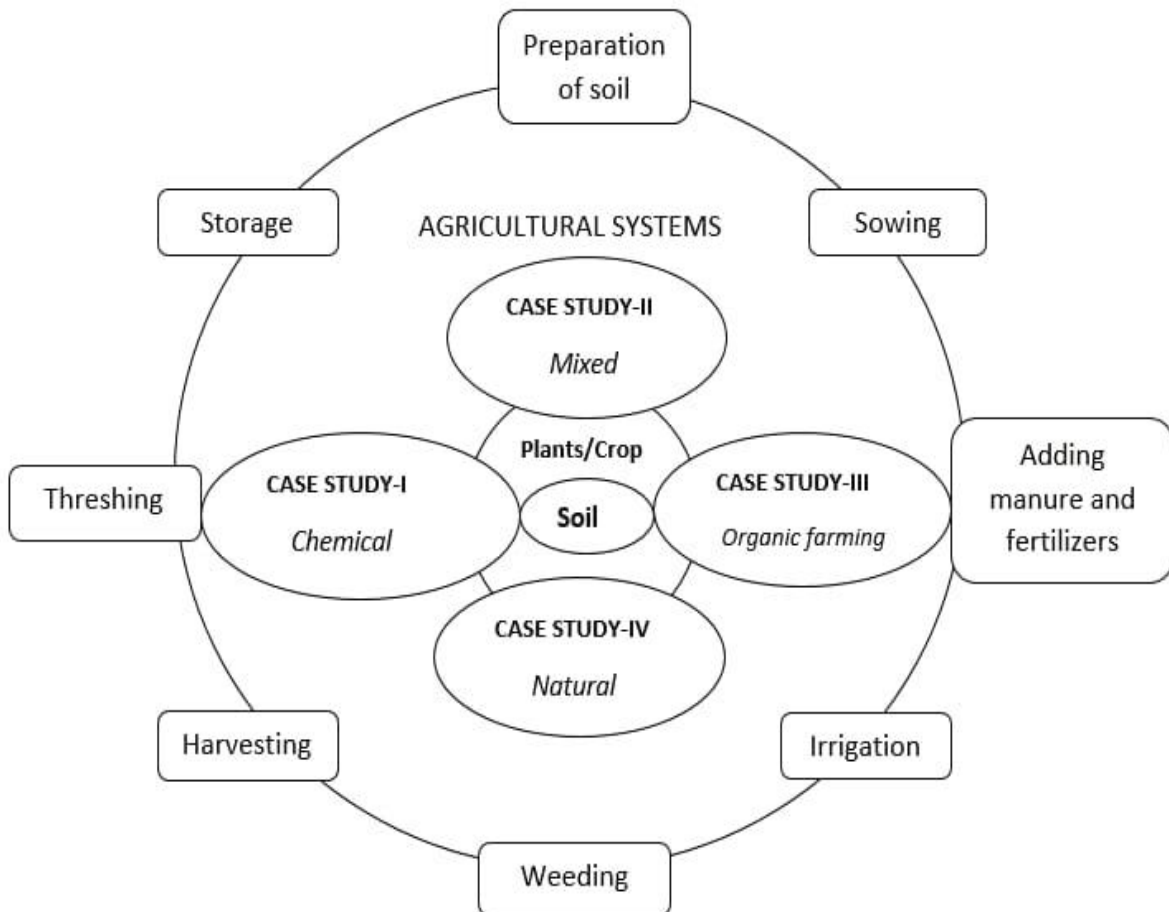 Preparation
of soil
Storage
Sowing
AGRICULTURAL SYSTEMS
CASE STUDY-II
Mixed
Plants/Crop
Soil
CASE STUDY-I
Chemical
CASE STUDY-III
Organic farming
Threshing
Adding
manure and
fertilizers
CASE STUDY-IV
Natural
Harvesting
Irrigation
Weeding